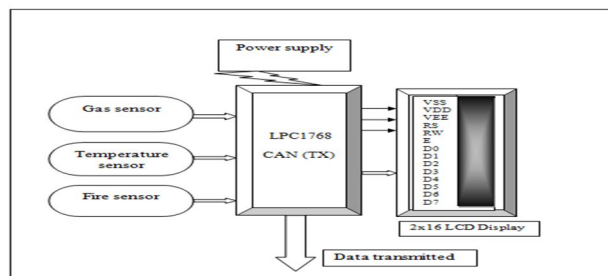 Power supply
Gas sensor
Temperature
sensor
Fire sensor
LPC1768
CAN (TX)
VSS
VDD
VEE
RS
RW
E
D0
D1
D2
D3
D4
D5
D6
D7
2x16 LCD Display
Data transmitted